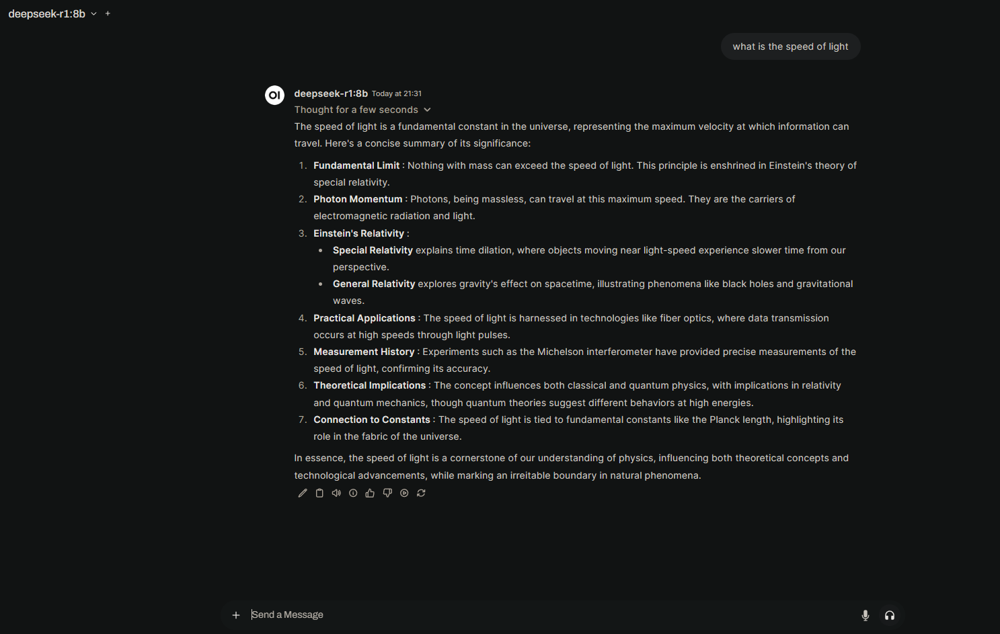 deepseek-r1:8b
what is the speed of light
OI
deepseek-r1:8b Today at 21:31
Thought for a few seconds
The speed of light is a fundamental constant in the universe, representing the maximum velocity at which information can
travel. Here's a concise summary of its significance:
1. Fundamental Limit : Nothing with mass can exceed the speed of light. This principle is enshrined in Einstein's theory of
special relativity.
2. Photon Momentum : Photons, being massless, can travel at this maximum speed. They are the carriers of
electromagnetic radiation and light.
3. Einstein's Relativity :
• Special Relativity explains time dilation, where objects moving near light-speed experience slower time from our
perspective.
• General Relativity explores gravity's effect on spacetime, illustrating phenomena like black holes and gravitational
waves.
4. Practical Applications : The speed of light is harnessed in technologies like fiber optics, where data transmission
occurs at high speeds through light pulses.
5. Measurement History : Experiments such as the Michelson interferometer have provided precise measurements of the
speed of light, confirming its accuracy.
6. Theoretical Implications : The concept influences both classical and quantum physics, with implications in relativity
and quantum mechanics, though quantum theories suggest different behaviors at high energies.
7. Connection to Constants : The speed of light is tied to fundamental constants like the Planck length, highlighting its
role in the fabric of the universe.
In essence, the speed of light is a cornerstone of our understanding of physics, influencing both theoretical concepts and
technological advancements, while marking an irreitable boundary in natural phenomena.
Send a Message